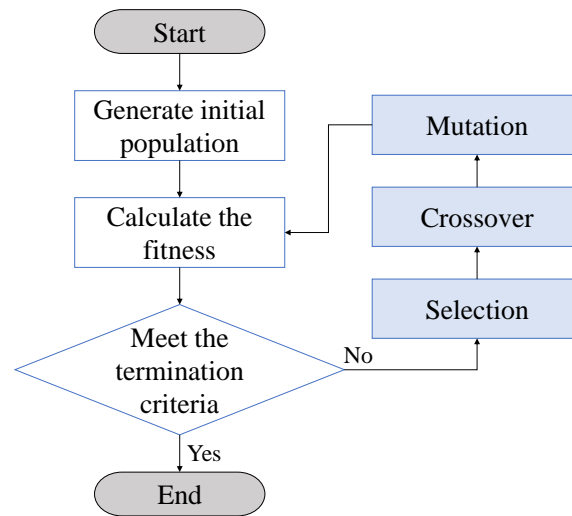 Start
Generate initial
population
Calculate the
fitness
Meet the
termination
criteria
No
Yes
End
Mutation
Crossover
Selection